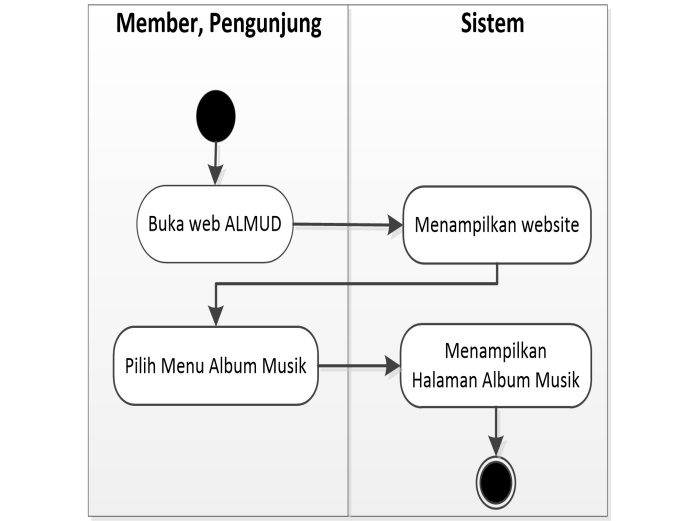 Member, Pengunjung
Sistem
Buka web ALMUD
Menampilkan website
Pilih Menu Album Musik
Menampilkan
Halaman Album Musik